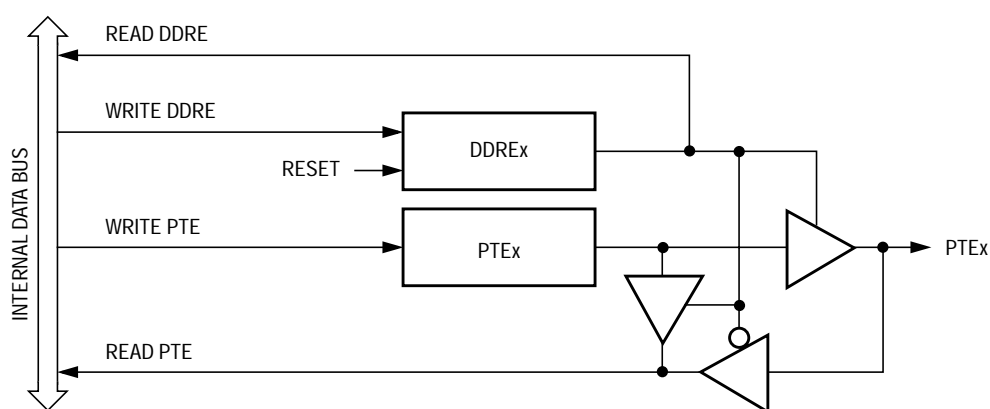 READ DDRE
WRITE DDRE
DDREx
RESET
WRITE PTE
PTEx
PTEx
READ PTE
INTERNAL DATA BUS